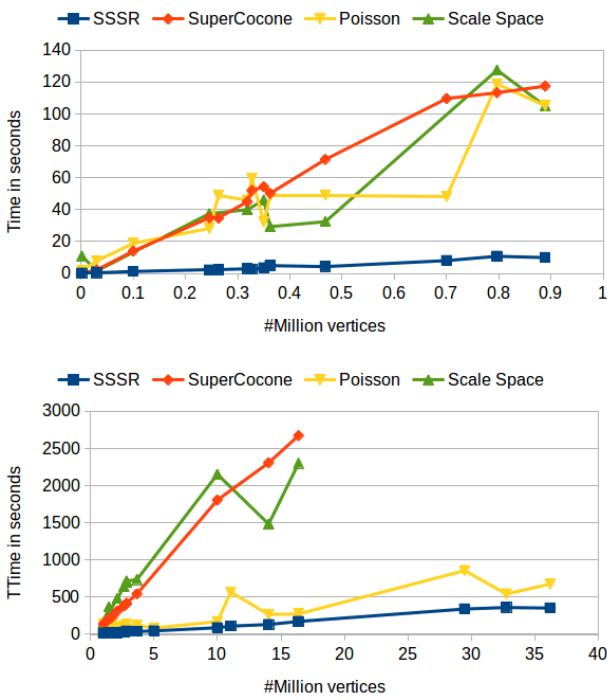 SSSR SuperCocone Poisson Scale Space
140
120
100
80
60
40
20
0
0 0.1 0.2 0.3 0.4 0.5 0.6 0.7 0.8 0.9 1
Time in seconds
#Million vertices
SSSR SuperCocone Poisson Scale Space
3000
2500
2000
1500
1000
500
0
0 5 10 15 20 25 30 35 40
TTime in seconds
#Million vertices